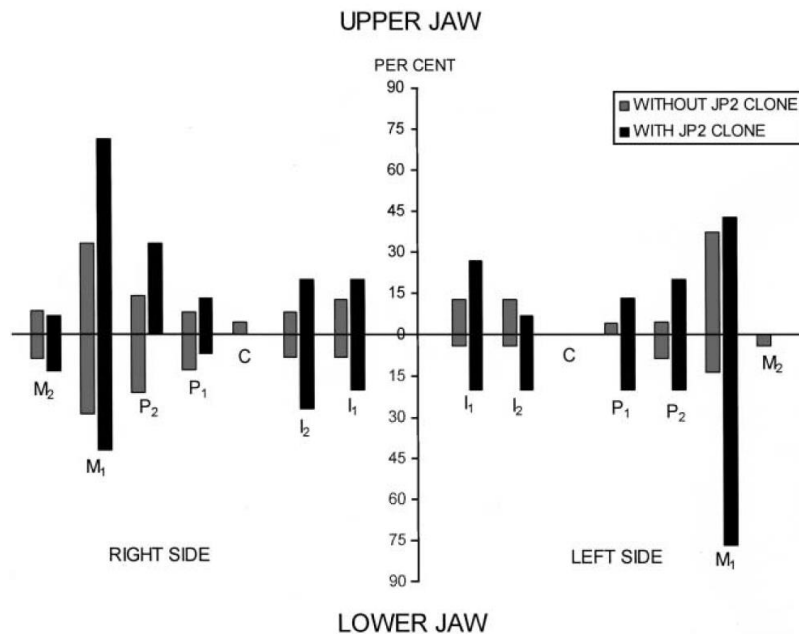 UPPER JAW
PER CENT
90
75
60
45
30
15
0
15
30
45
60
75
90
WITHOUT JP2 CLONE
WITH JP2 CLONE
M₂
M₁
P₂
P₁
C
I₂
I₁
I₁
I₂
C
P₁
P₂
M₁
M₂
RIGHT SIDE
LEFT SIDE
LOWER JAW